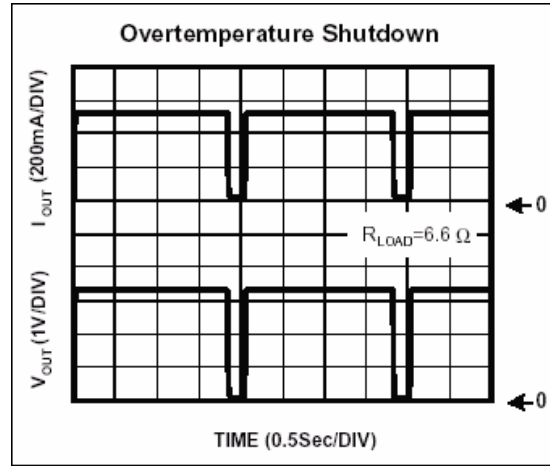 Overtemperature Shutdown
I_OUT (200mA/DIV)
0
R_LOAD=6.6 Ω
V_OUT (1V/DIV)
0
TIME (0.5Sec/DIV)